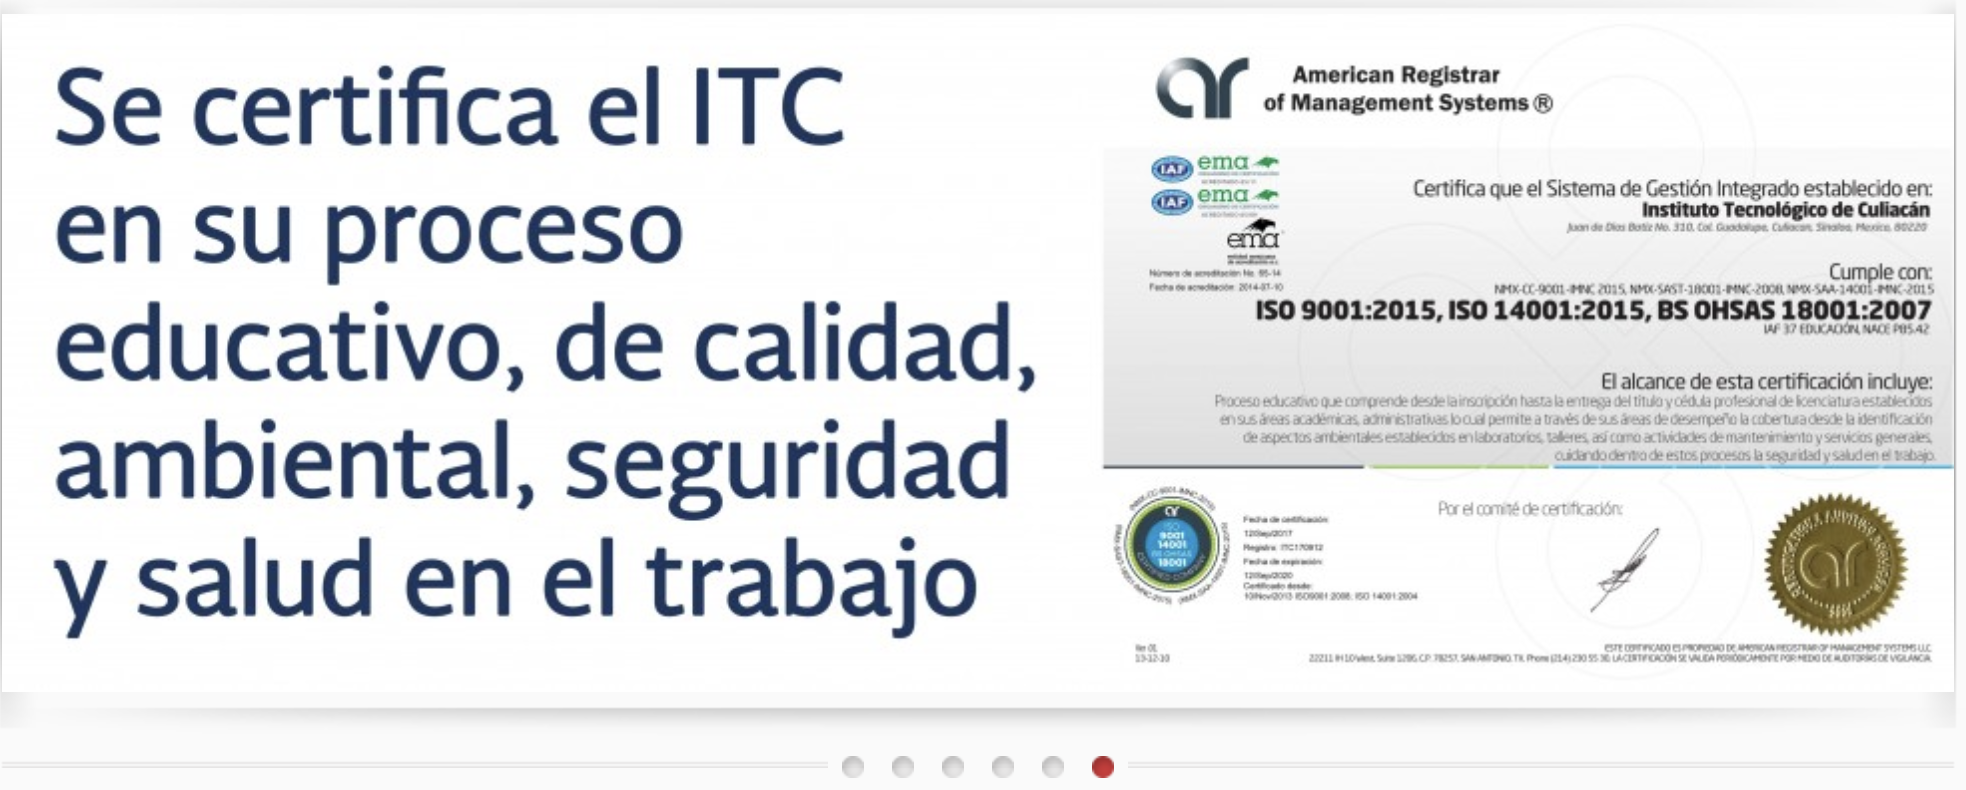 Se certifica el ITC
en su proceso
educativo, de calidad,
ambiental, seguridad
y salud en el trabajo
ar
American Registrar
of Management Systems ®
IAF ema
IAF ema
ema
Número de acreditación No. 65-14
Fecha de acreditación 2014-07-10
Certifica que el Sistema de Gestión Integrado establecido en:
Instituto Tecnológico de Culiacán
Juan de Dios Batiz No. 310, Col. Guadalupe, Culiacan, Sinaloa, Mexico, 80220
Cumple con:
NMX-CC-9001-IMNC 2015, NMX-SAST-18001-IMNC-2008, NMX-SAA-14001-IMNC-2015
ISO 9001:2015, ISO 14001:2015, BS OHSAS 18001:2007
IAF 37 EDUCACIÓN, NACE P85.42
El alcance de esta certificación incluye:
Proceso educativo que comprende desde la inscripción hasta la entrega del título y cédula profesional de licenciatura establecidos
en sus áreas académicas, administrativas lo cual permite a través de sus áreas de desempeño la cobertura desde la identificación
de aspectos ambientales establecidos en laboratorios, talleres, así como actividades de mantenimiento y servicios generales,
cuidando dentro de estos procesos la seguridad y salud en el trabajo.
ar
ISO
9001
14001
BS OHSAS
18001
CERTIFIED COMPANY
Fecha de certificación:
12/Sep/2017
Registro: ITC170912
Fecha de expiración:
12/Sep/2020
Certificado desde:
10/Nov/2013 ISO9001:2008; ISO 14001:2004
Por el comité de certificación:
ar
Ver 01
13-12-10
ESTE CERTIFICADO ES PROPIEDAD DE AMERICAN REGISTRAR OF MANAGEMENT SYSTEMS LLC
22211 IH 10 West, Suite 1206, C.P. 78257, SAN ANTONIO, TX. Phone (214) 230 55 30. LA CERTIFICACIÓN SE VALIDA PERIÓDICAMENTE POR MEDIO DE AUDITORÍAS DE VIGILANCIA.